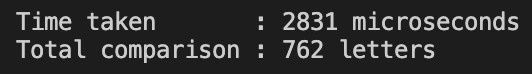 Time taken       : 2831 microseconds
Total comparison : 762 letters